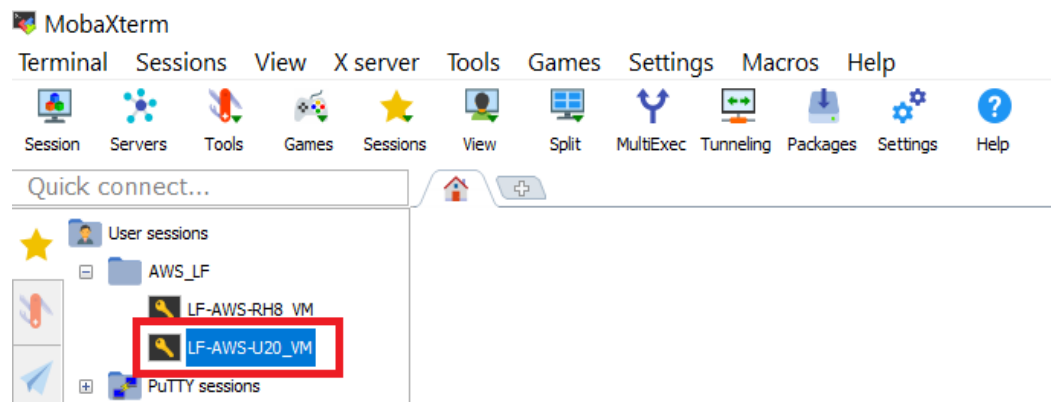 MobaXterm
Terminal Sessions View X server Tools Games Settings Macros Help
Session Servers Tools Games Sessions View Split MultiExec Tunneling Packages Settings Help
Quick connect...
User sessions
AWS_LF
LF-AWS-RH8_VM
LF-AWS-U20_VM
PuTTY sessions